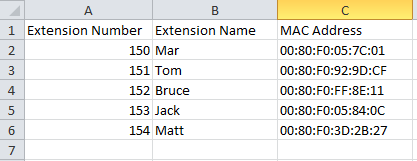 A B C
1 Extension Number Extension Name MAC Address
2 150 Mar 00:80:F0:05:7C:01
3 151 Tom 00:80:F0:92:9D:CF
4 152 Bruce 00:80:F0:FF:8E:11
5 153 Jack 00:80:F0:05:84:0C
6 154 Matt 00:80:F0:3D:2B:27
7